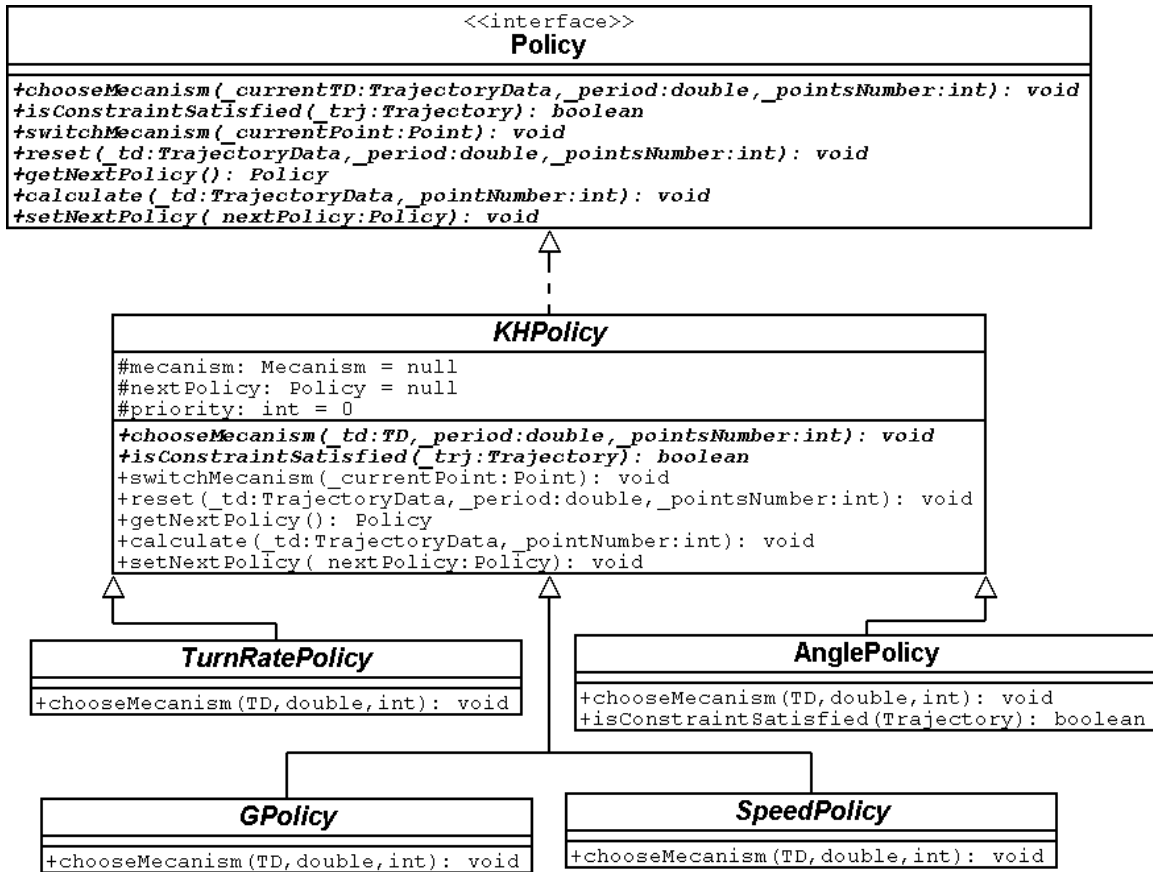 <<interface>>
Policy
+chooseMecanism(_currentTD:TrajectoryData,_period:double,_pointsNumber:int): void
+isConstraintSatisfied(_trj:Trajectory): boolean
+switchMecanism(_currentPoint:Point): void
+reset(_td:TrajectoryData,_period:double,_pointsNumber:int): void
+getNextPolicy(): Policy
+calculate(_td:TrajectoryData,_pointNumber:int): void
+setNextPolicy(_nextPolicy:Policy): void
KHPolicy
#mecanism: Mecanism = null
#nextPolicy: Policy = null
#priority: int = 0
+chooseMecanism(_td:TD,_period:double,_pointsNumber:int): void
+isConstraintSatisfied(_trj:Trajectory): boolean
+switchMecanism(_currentPoint:Point): void
+reset(_td:TrajectoryData,_period:double,_pointsNumber:int): void
+getNextPolicy(): Policy
+calculate(_td:TrajectoryData,_pointNumber:int): void
+setNextPolicy(_nextPolicy:Policy): void
TurnRatePolicy
+chooseMecanism(TD,double,int): void
AnglePolicy
+chooseMecanism(TD,double,int): void
+isConstraintSatisfied(Trajectory): boolean
GPolicy
+chooseMecanism(TD,double,int): void
SpeedPolicy
+chooseMecanism(TD,double,int): void